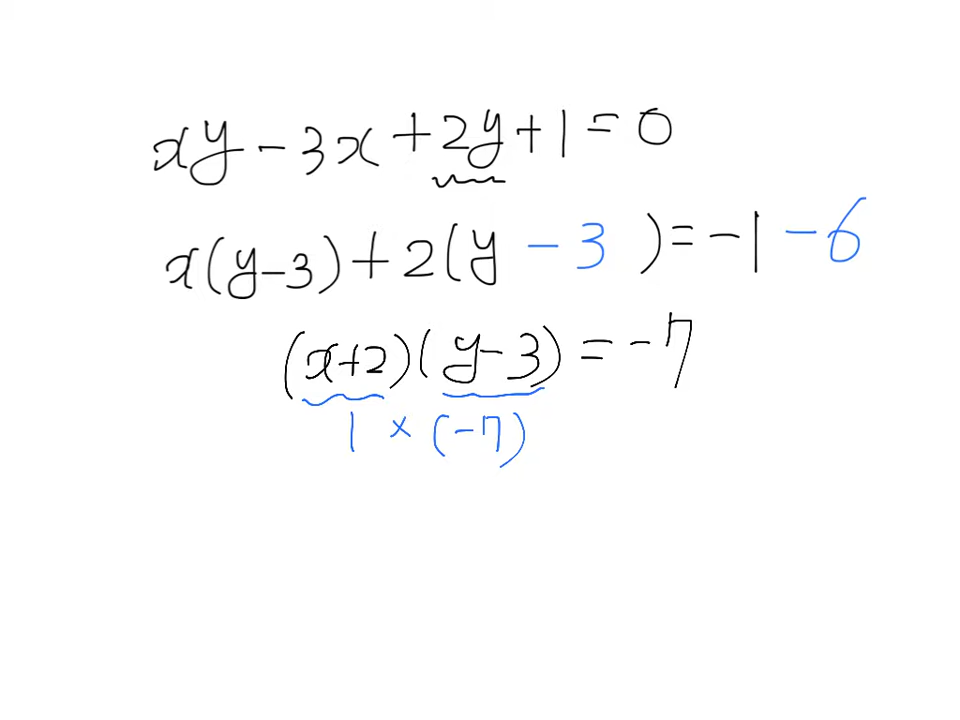 xy - 3x + 2y + 1 = 0
x(y-3) + 2(y - 3) = -1 - 6
(x+2)(y-3) = -7
1 × (-7)